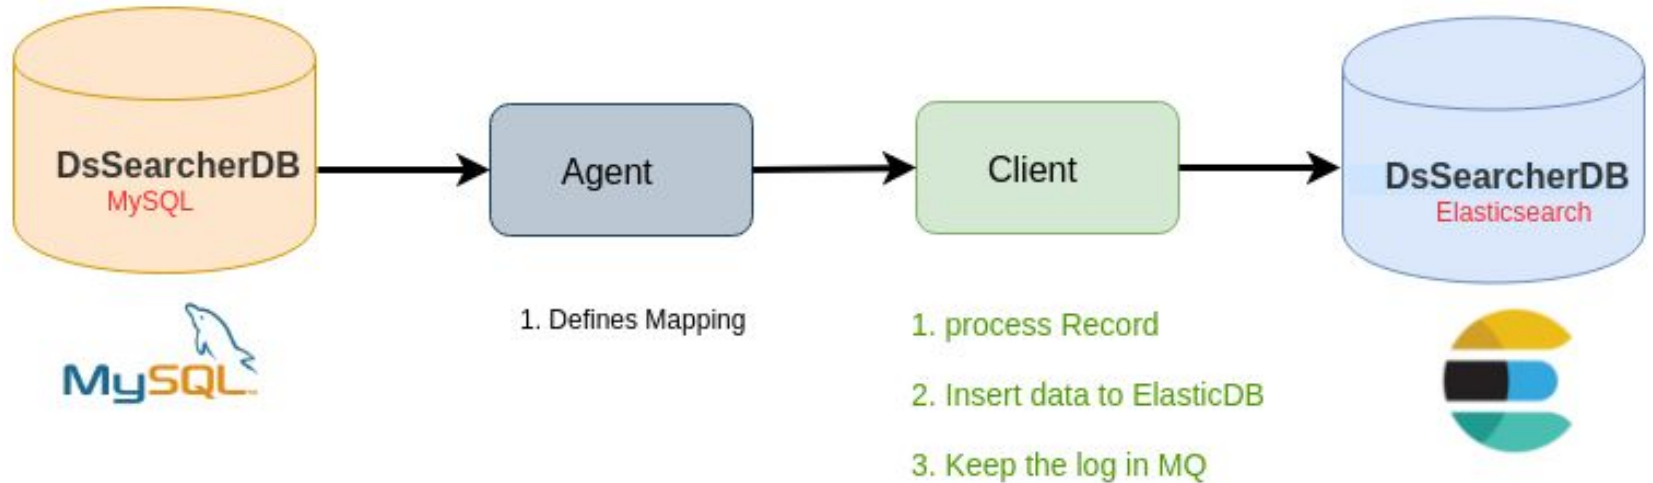 DsSearcherDB
MySQL
Agent
Client
DsSearcherDB
Elasticsearch
MySQL
1. Defines Mapping
1. process Record
2. Insert data to ElasticDB
3. Keep the log in MQ